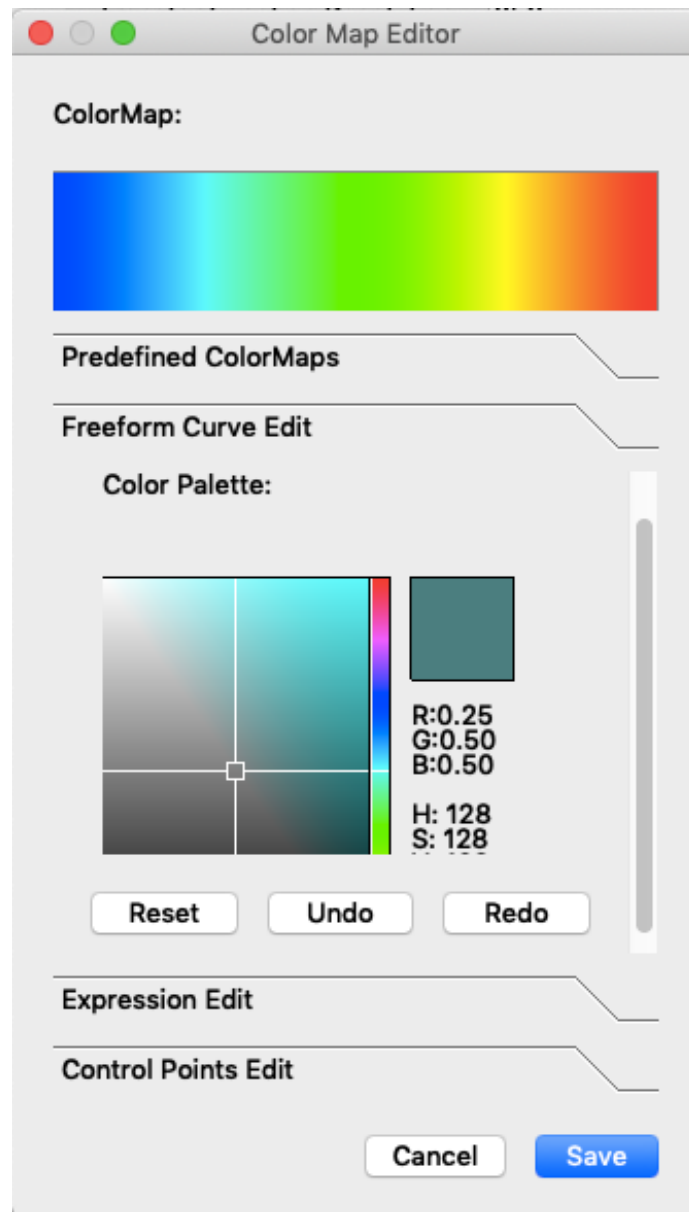 Color Map Editor
ColorMap:
Predefined ColorMaps
Freeform Curve Edit
Color Palette:
R:0.25
G:0.50
B:0.50
H: 128
S: 128
Reset Undo Redo
Expression Edit
Control Points Edit
Cancel Save